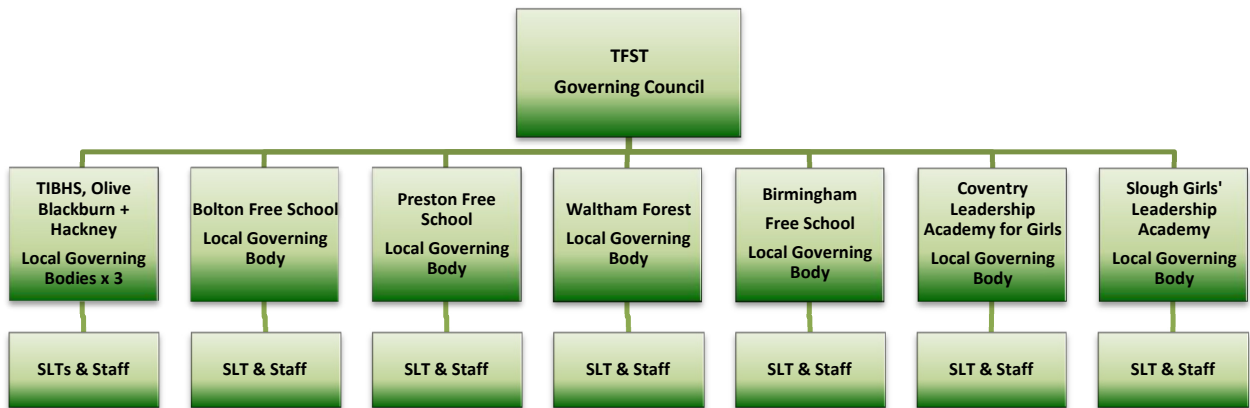 TFST
Governing Council
TIBHS, Olive
Blackburn +
Hackney
Local Governing
Bodies x 3
Bolton Free School
Local Governing
Body
Preston Free
School
Local Governing
Body
Waltham Forest
Local Governing
Body
Birmingham
Free School
Local Governing
Body
Coventry
Leadership
Academy for Girls
Local Governing
Body
Slough Girls'
Leadership
Academy
Local Governing
Body
SLTs & Staff
SLT & Staff
SLT & Staff
SLT & Staff
SLT & Staff
SLT & Staff
SLT & Staff